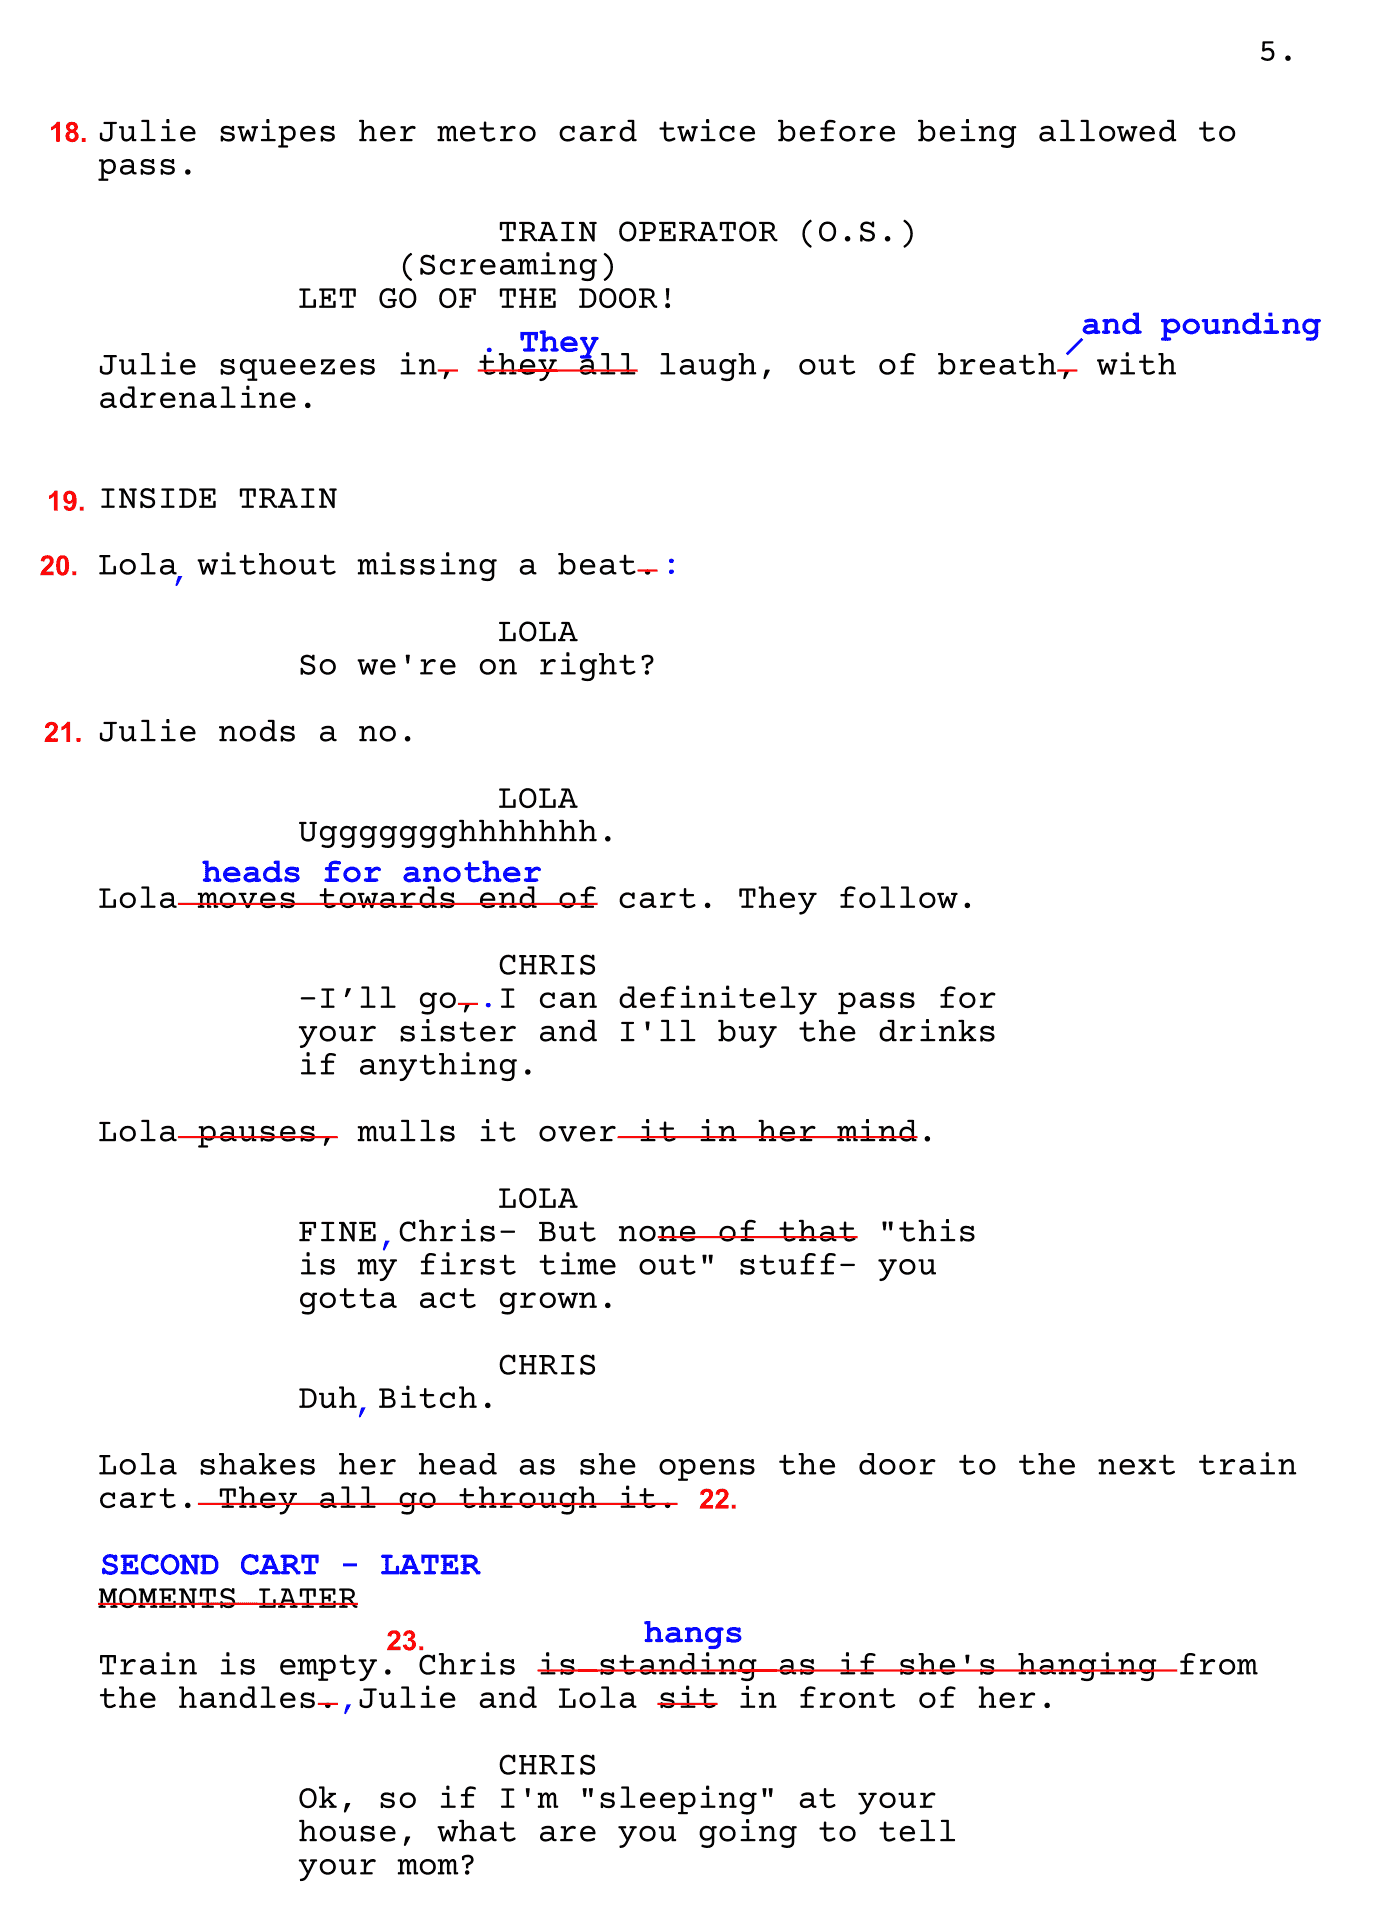 5.
18. Julie swipes her metro card twice before being allowed to
pass.
TRAIN OPERATOR (O.S.)
(Screaming)
LET GO OF THE DOOR!
. They and pounding
Julie squeezes in, they all laugh, out of breath, with
adrenaline.
19. INSIDE TRAIN
20. Lola, without missing a beat. :
LOLA
So we're on right?
21. Julie nods a no.
LOLA
Uggggggghhhhhhh.
heads for another
Lola moves towards end of cart. They follow.
CHRIS
-I’ll go, . I can definitely pass for
your sister and I'll buy the drinks
if anything.
Lola pauses, mulls it over it in her mind.
LOLA
FINE, Chris- But none of that "this
is my first time out" stuff- you
gotta act grown.
CHRIS
Duh, Bitch.
Lola shakes her head as she opens the door to the next train
cart. They all go through it. 22.
SECOND CART - LATER
MOMENTS LATER
23. hangs
Train is empty. Chris is standing as if she's hanging from
the handles. , Julie and Lola sit in front of her.
CHRIS
Ok, so if I'm "sleeping" at your
house, what are you going to tell
your mom?